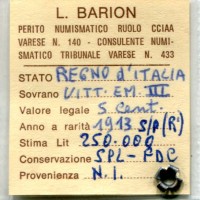 L. BARION
PERITO NUMISMATICO RUOLO CCIAA
VARESE N. 140 - CONSULENTE NUMI-
SMATICO TRIBUNALE VARESE N. 433
STATO REGNO d'ITALIA
Sovrano VITT. EM. III
Valore legale 5 Cent.
Anno a rarità 1913 S/P (R²)
Stima Lit 250.000
Conservazione SPL-FDC
Provenienza N.I.